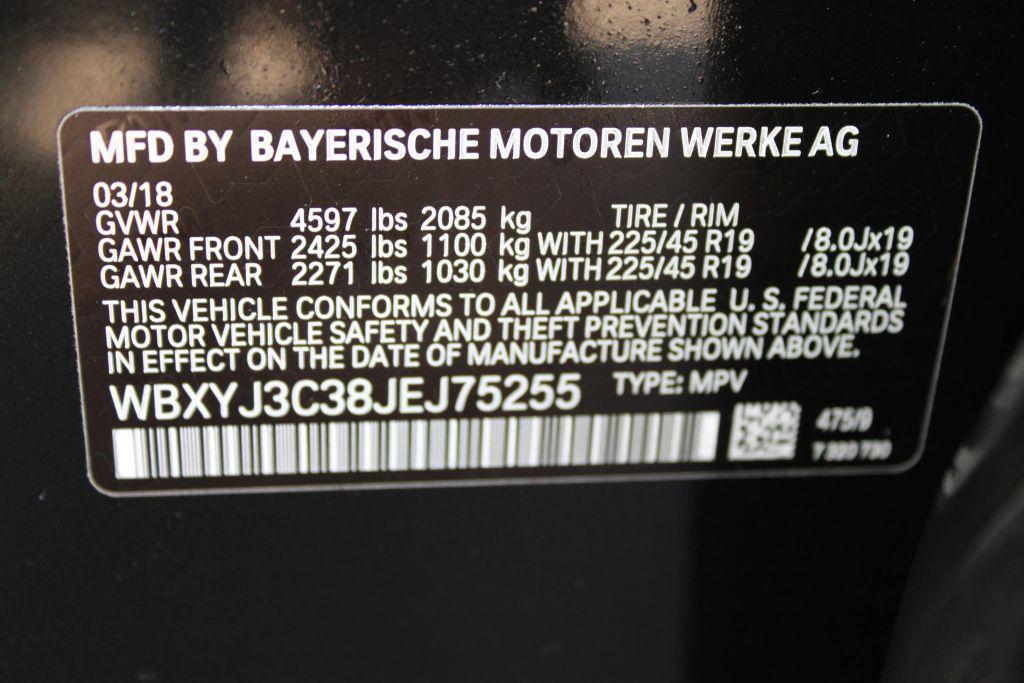 MFD BY BAYERISCHE MOTOREN WERKE AG
03/18
GVWR 4597 lbs 2085 kg TIRE / RIM
GAWR FRONT 2425 lbs 1100 kg WITH 225/45 R19 /8.0Jx19
GAWR REAR 2271 lbs 1030 kg WITH 225/45 R19 /8.0Jx19
THIS VEHICLE CONFORMS TO ALL APPLICABLE U. S. FEDERAL
MOTOR VEHICLE SAFETY AND THEFT PREVENTION STANDARDS
IN EFFECT ON THE DATE OF MANUFACTURE SHOWN ABOVE.
WBXYJ3C38JEJ75255 TYPE: MPV
475/9